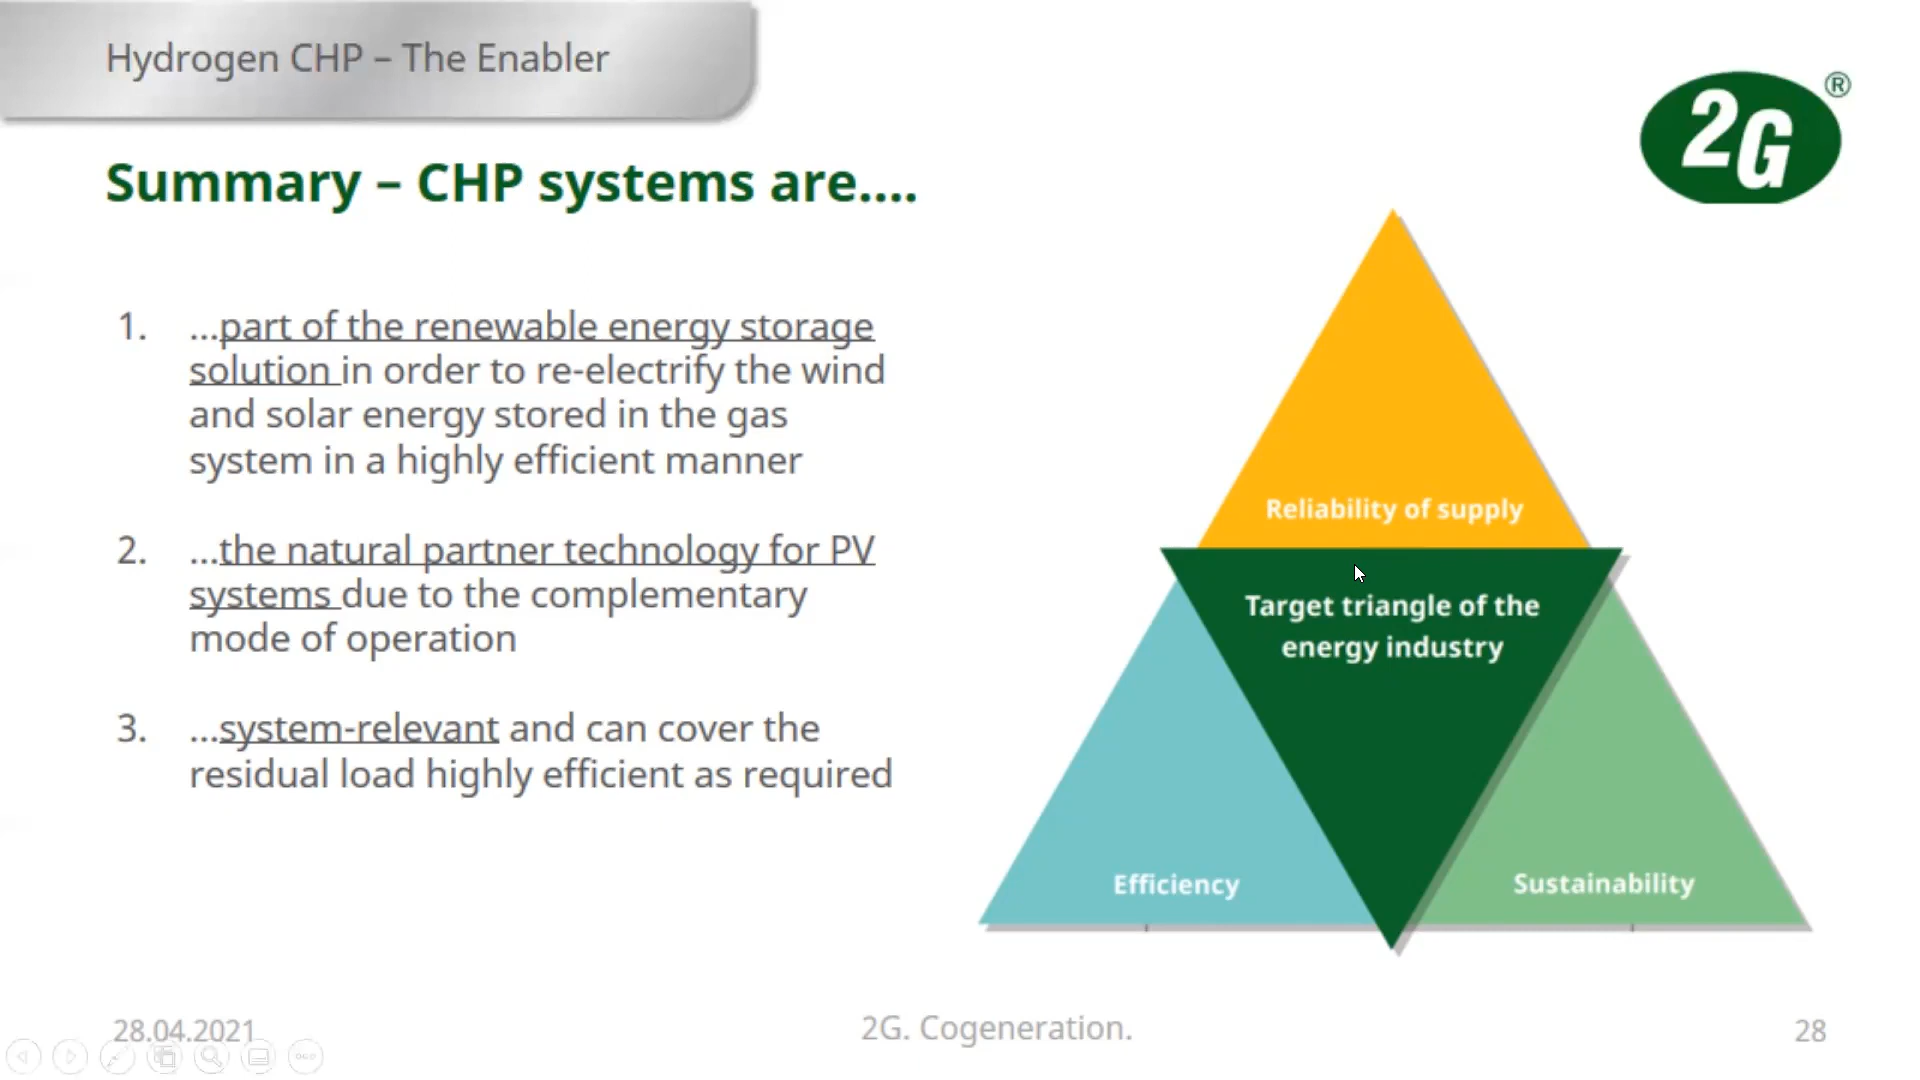 Hydrogen CHP – The Enabler
2G®
Summary – CHP systems are....
1. ...part of the renewable energy storage
solution in order to re-electrify the wind
and solar energy stored in the gas
system in a highly efficient manner
2. ...the natural partner technology for PV
systems due to the complementary
mode of operation
3. ...system-relevant and can cover the
residual load highly efficient as required
Reliability of supply
Target triangle of the
energy industry
Efficiency
Sustainability
28.04.2021
2G. Cogeneration.
28